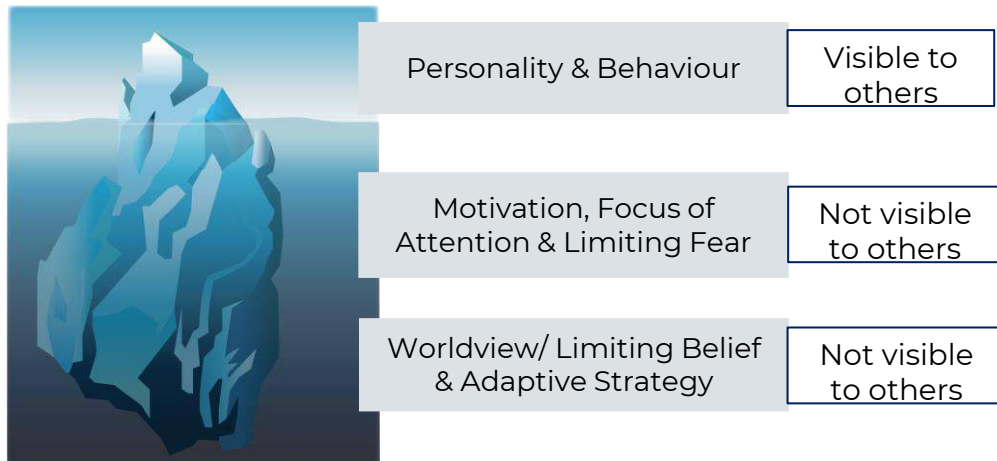 Personality & Behaviour
Visible to
others
Motivation, Focus of
Attention & Limiting Fear
Not visible
to others
Worldview/ Limiting Belief
& Adaptive Strategy
Not visible
to others